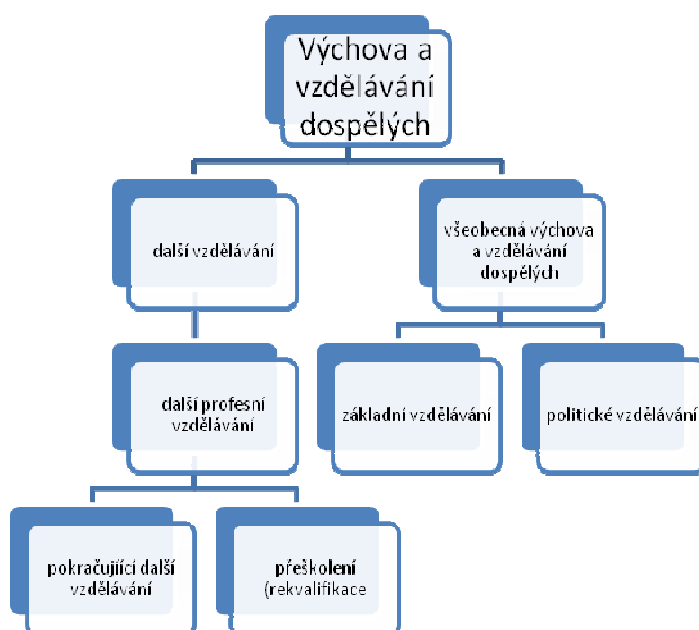 Výchova a
vzdělávání
dospělých
další vzdělávání
všeobecná výchova
a vzdělávání
dospělých
další profesní
vzdělávání
základní vzdělávání
politické vzdělávání
pokračujíící další
vzdělávání
přeškolení
(rekvalifikace